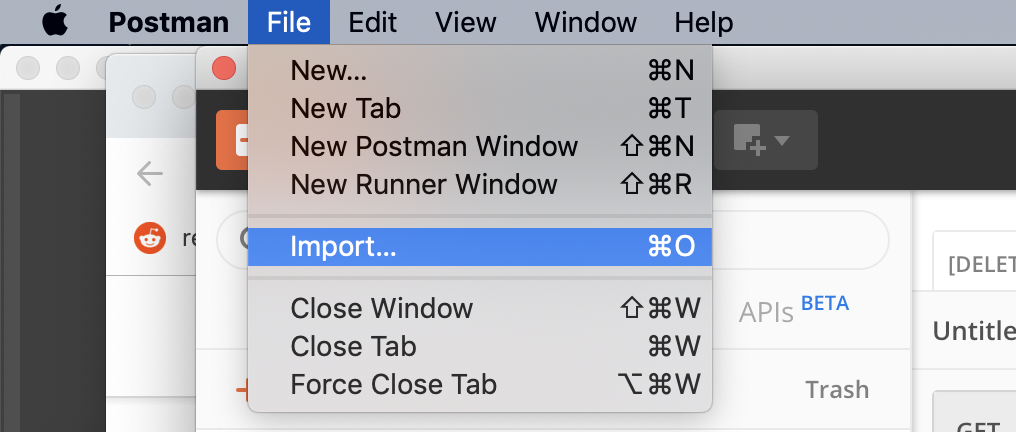 Postman File Edit View Window Help
New... ⌘N
New Tab ⌘T
New Postman Window ⇧⌘N
New Runner Window ⇧⌘R
re
Import... ⌘O
[DELET
Close Window ⇧⌘W
APIs BETA
Untitle
Close Tab ⌘W
Force Close Tab ⌥⌘W
Trash
GET